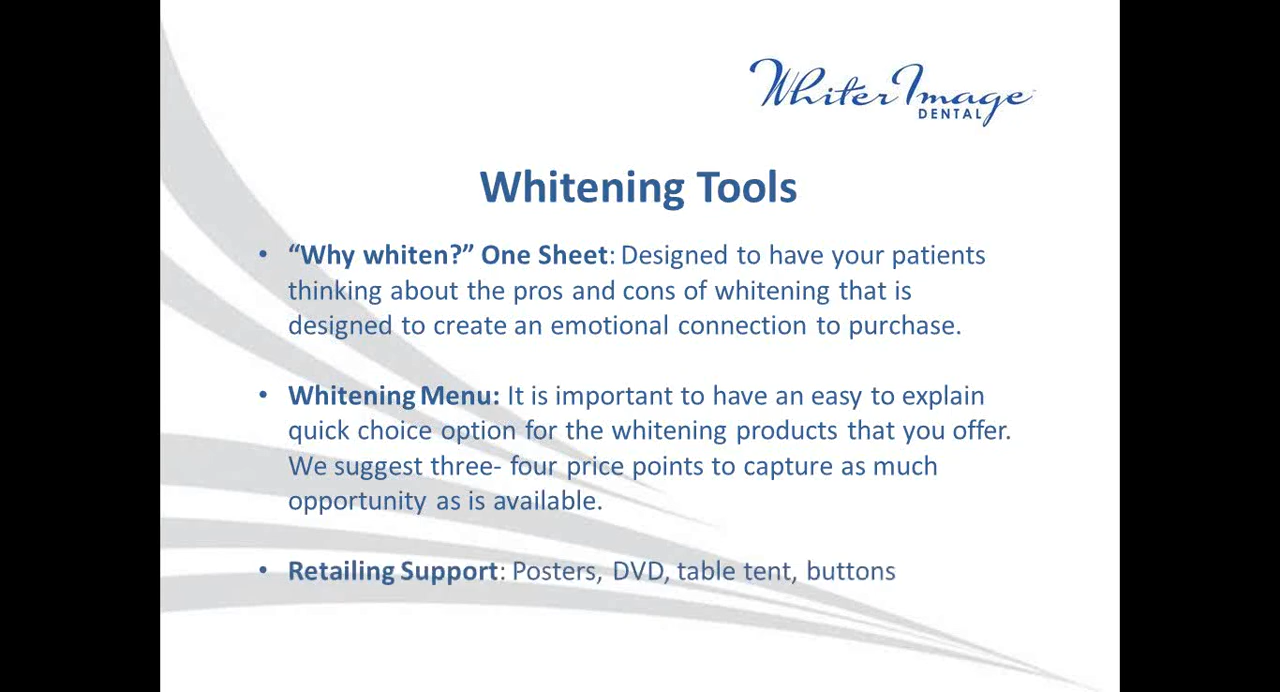 Whiter Image
DENTAL
Whitening Tools
• “Why whiten?” One Sheet: Designed to have your patients
thinking about the pros and cons of whitening that is
designed to create an emotional connection to purchase.
• Whitening Menu: It is important to have an easy to explain
quick choice option for the whitening products that you offer.
We suggest three- four price points to capture as much
opportunity as is available.
• Retailing Support: Posters, DVD, table tent, buttons